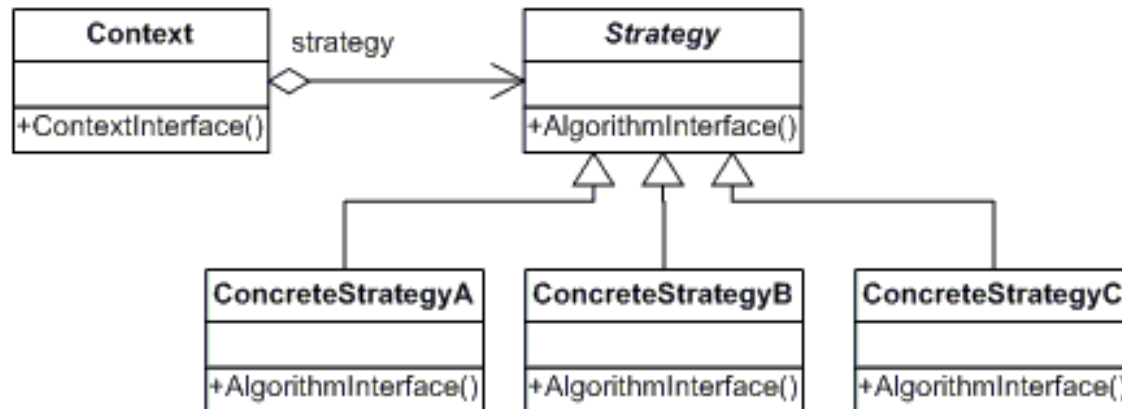 Context
strategy
Strategy
+ContextInterface()
+AlgorithmInterface()
ConcreteStrategyA
ConcreteStrategyB
ConcreteStrategyC
+AlgorithmInterface()
+AlgorithmInterface()
+AlgorithmInterface()